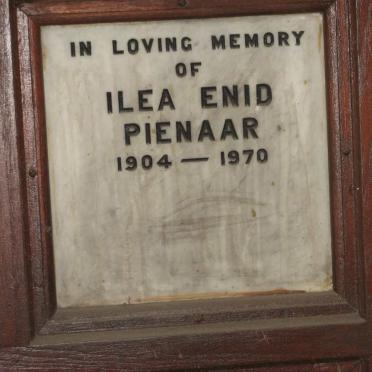 IN LOVING MEMORY
OF
ILEA ENID
PIENAAR
1904 — 1970